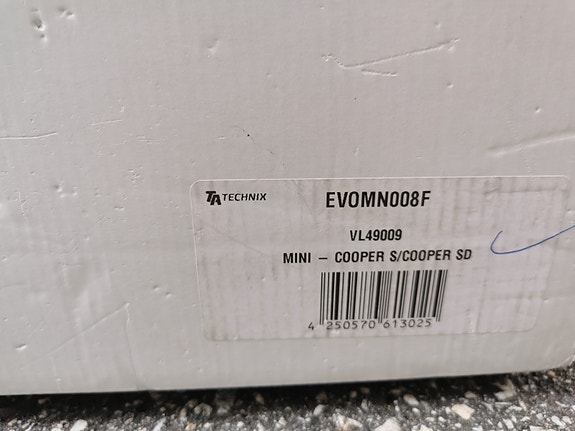 TA TECHNIX EVOMN008F
VL49009
MINI – COOPER S/COOPER SD
4 250570 613025